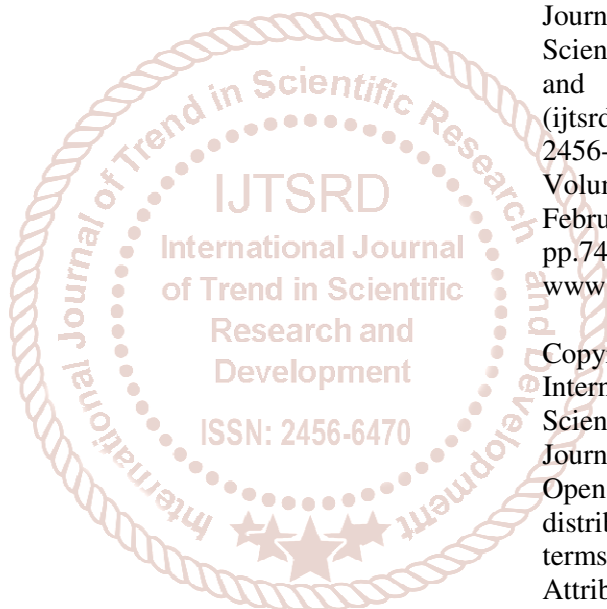 International Journal of Trend in Scientific Research and Development
IJTSRD
International Journal
of Trend in Scientific
Research and
Development
ISSN: 2456-6470
Journ
Scien
and
(ijtsrd
2456-
Volu
Febru
pp.74
www
Copyr
Intern
Scien
Journ
Open
distrib
terms
Attrib